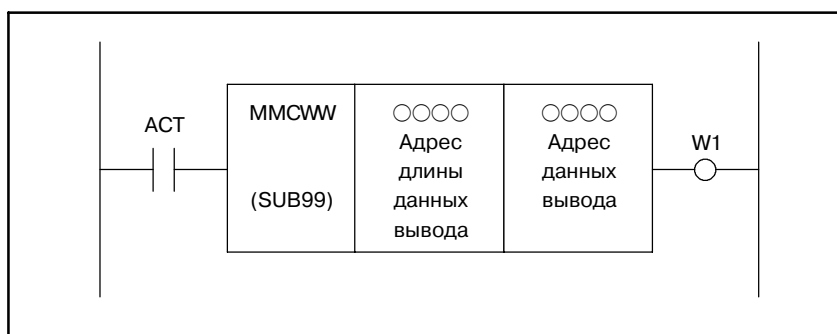 ACT
MMCWW
(SUB99)
○○○○
Адрес
длины
данных
вывода
○○○○
Адрес
данных
вывода
W1